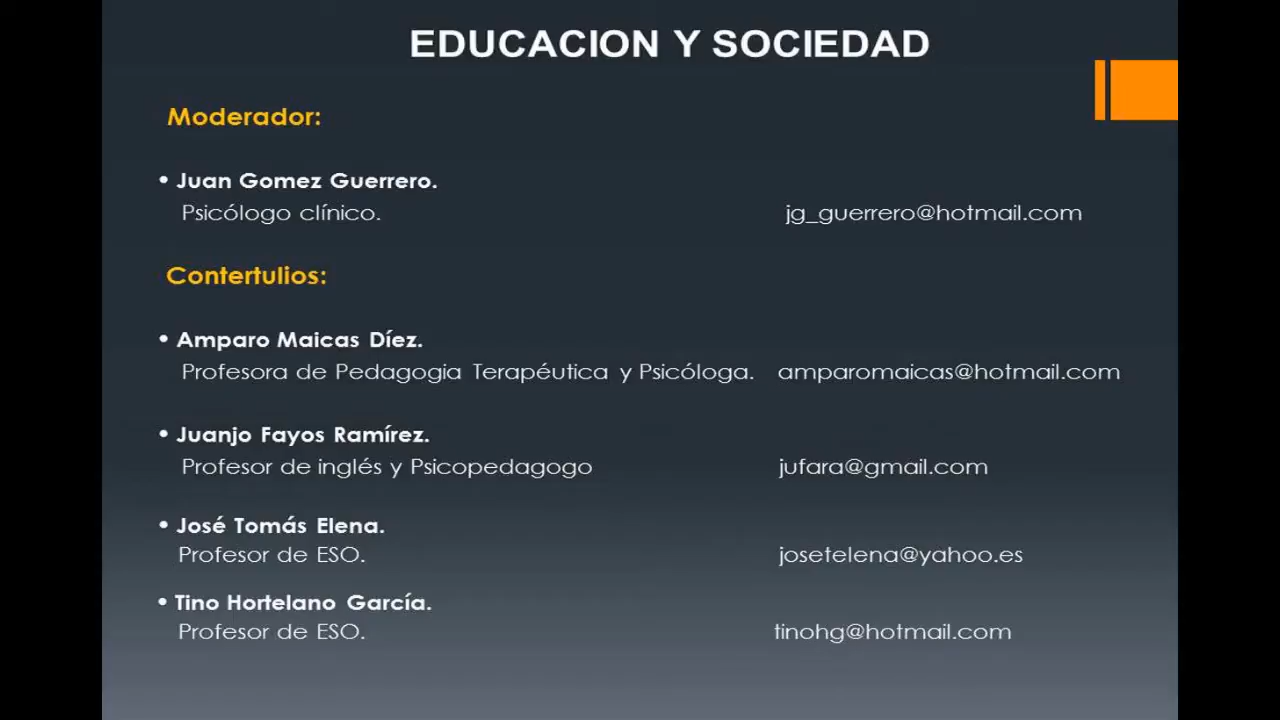 EDUCACION Y SOCIEDAD
Moderador:
• Juan Gomez Guerrero.
Psicólogo clínico. jg_guerrero@hotmail.com
Contertulios:
• Amparo Maicas Díez.
Profesora de Pedagogia Terapéutica y Psicóloga. amparomaicas@hotmail.com
• Juanjo Fayos Ramírez.
Profesor de inglés y Psicopedagogo jufara@gmail.com
• José Tomás Elena.
Profesor de ESO. josetelena@yahoo.es
• Tino Hortelano García.
Profesor de ESO. tinohg@hotmail.com